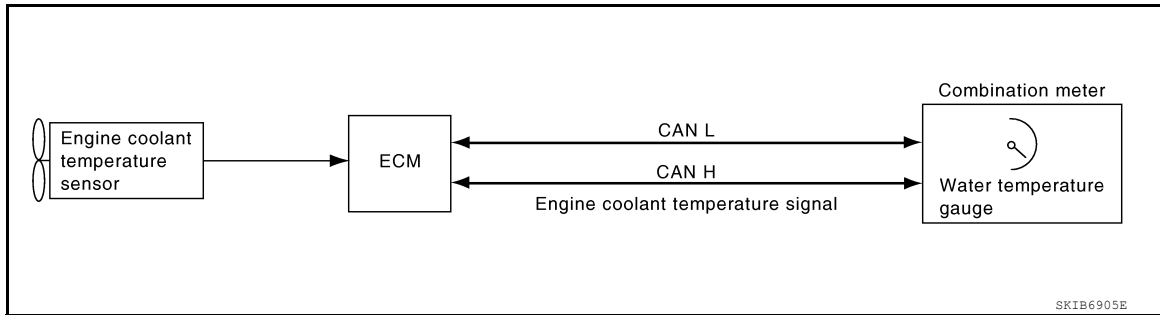 Combination meter
Engine coolant
temperature
sensor
ECM
CAN L
CAN H
Engine coolant temperature signal
Water temperature
gauge
SKIB6905E